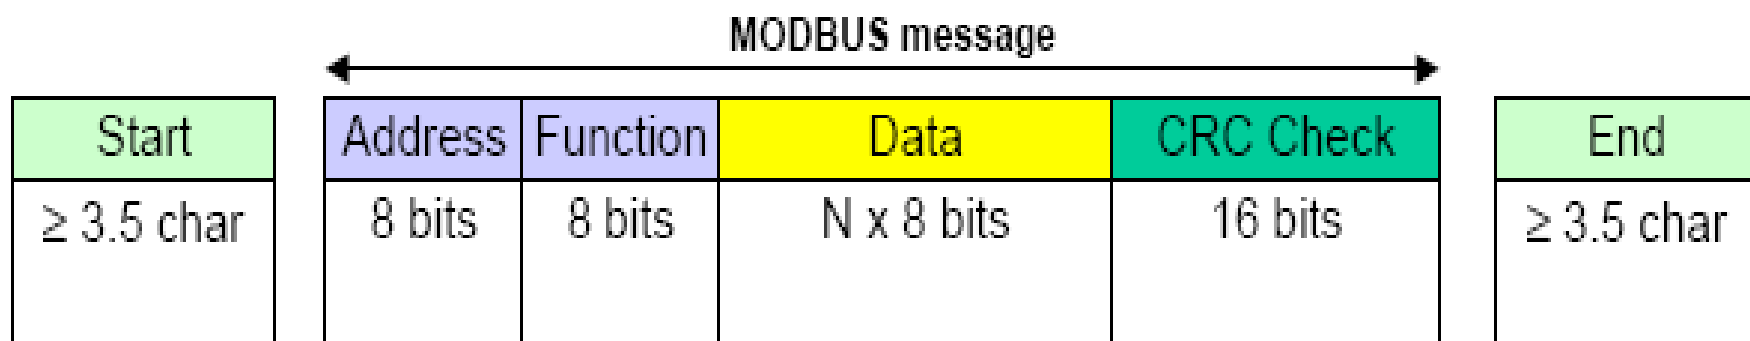 MODBUS message
Start Address Function Data CRC Check End
≥ 3.5 char 8 bits 8 bits N x 8 bits 16 bits ≥ 3.5 char